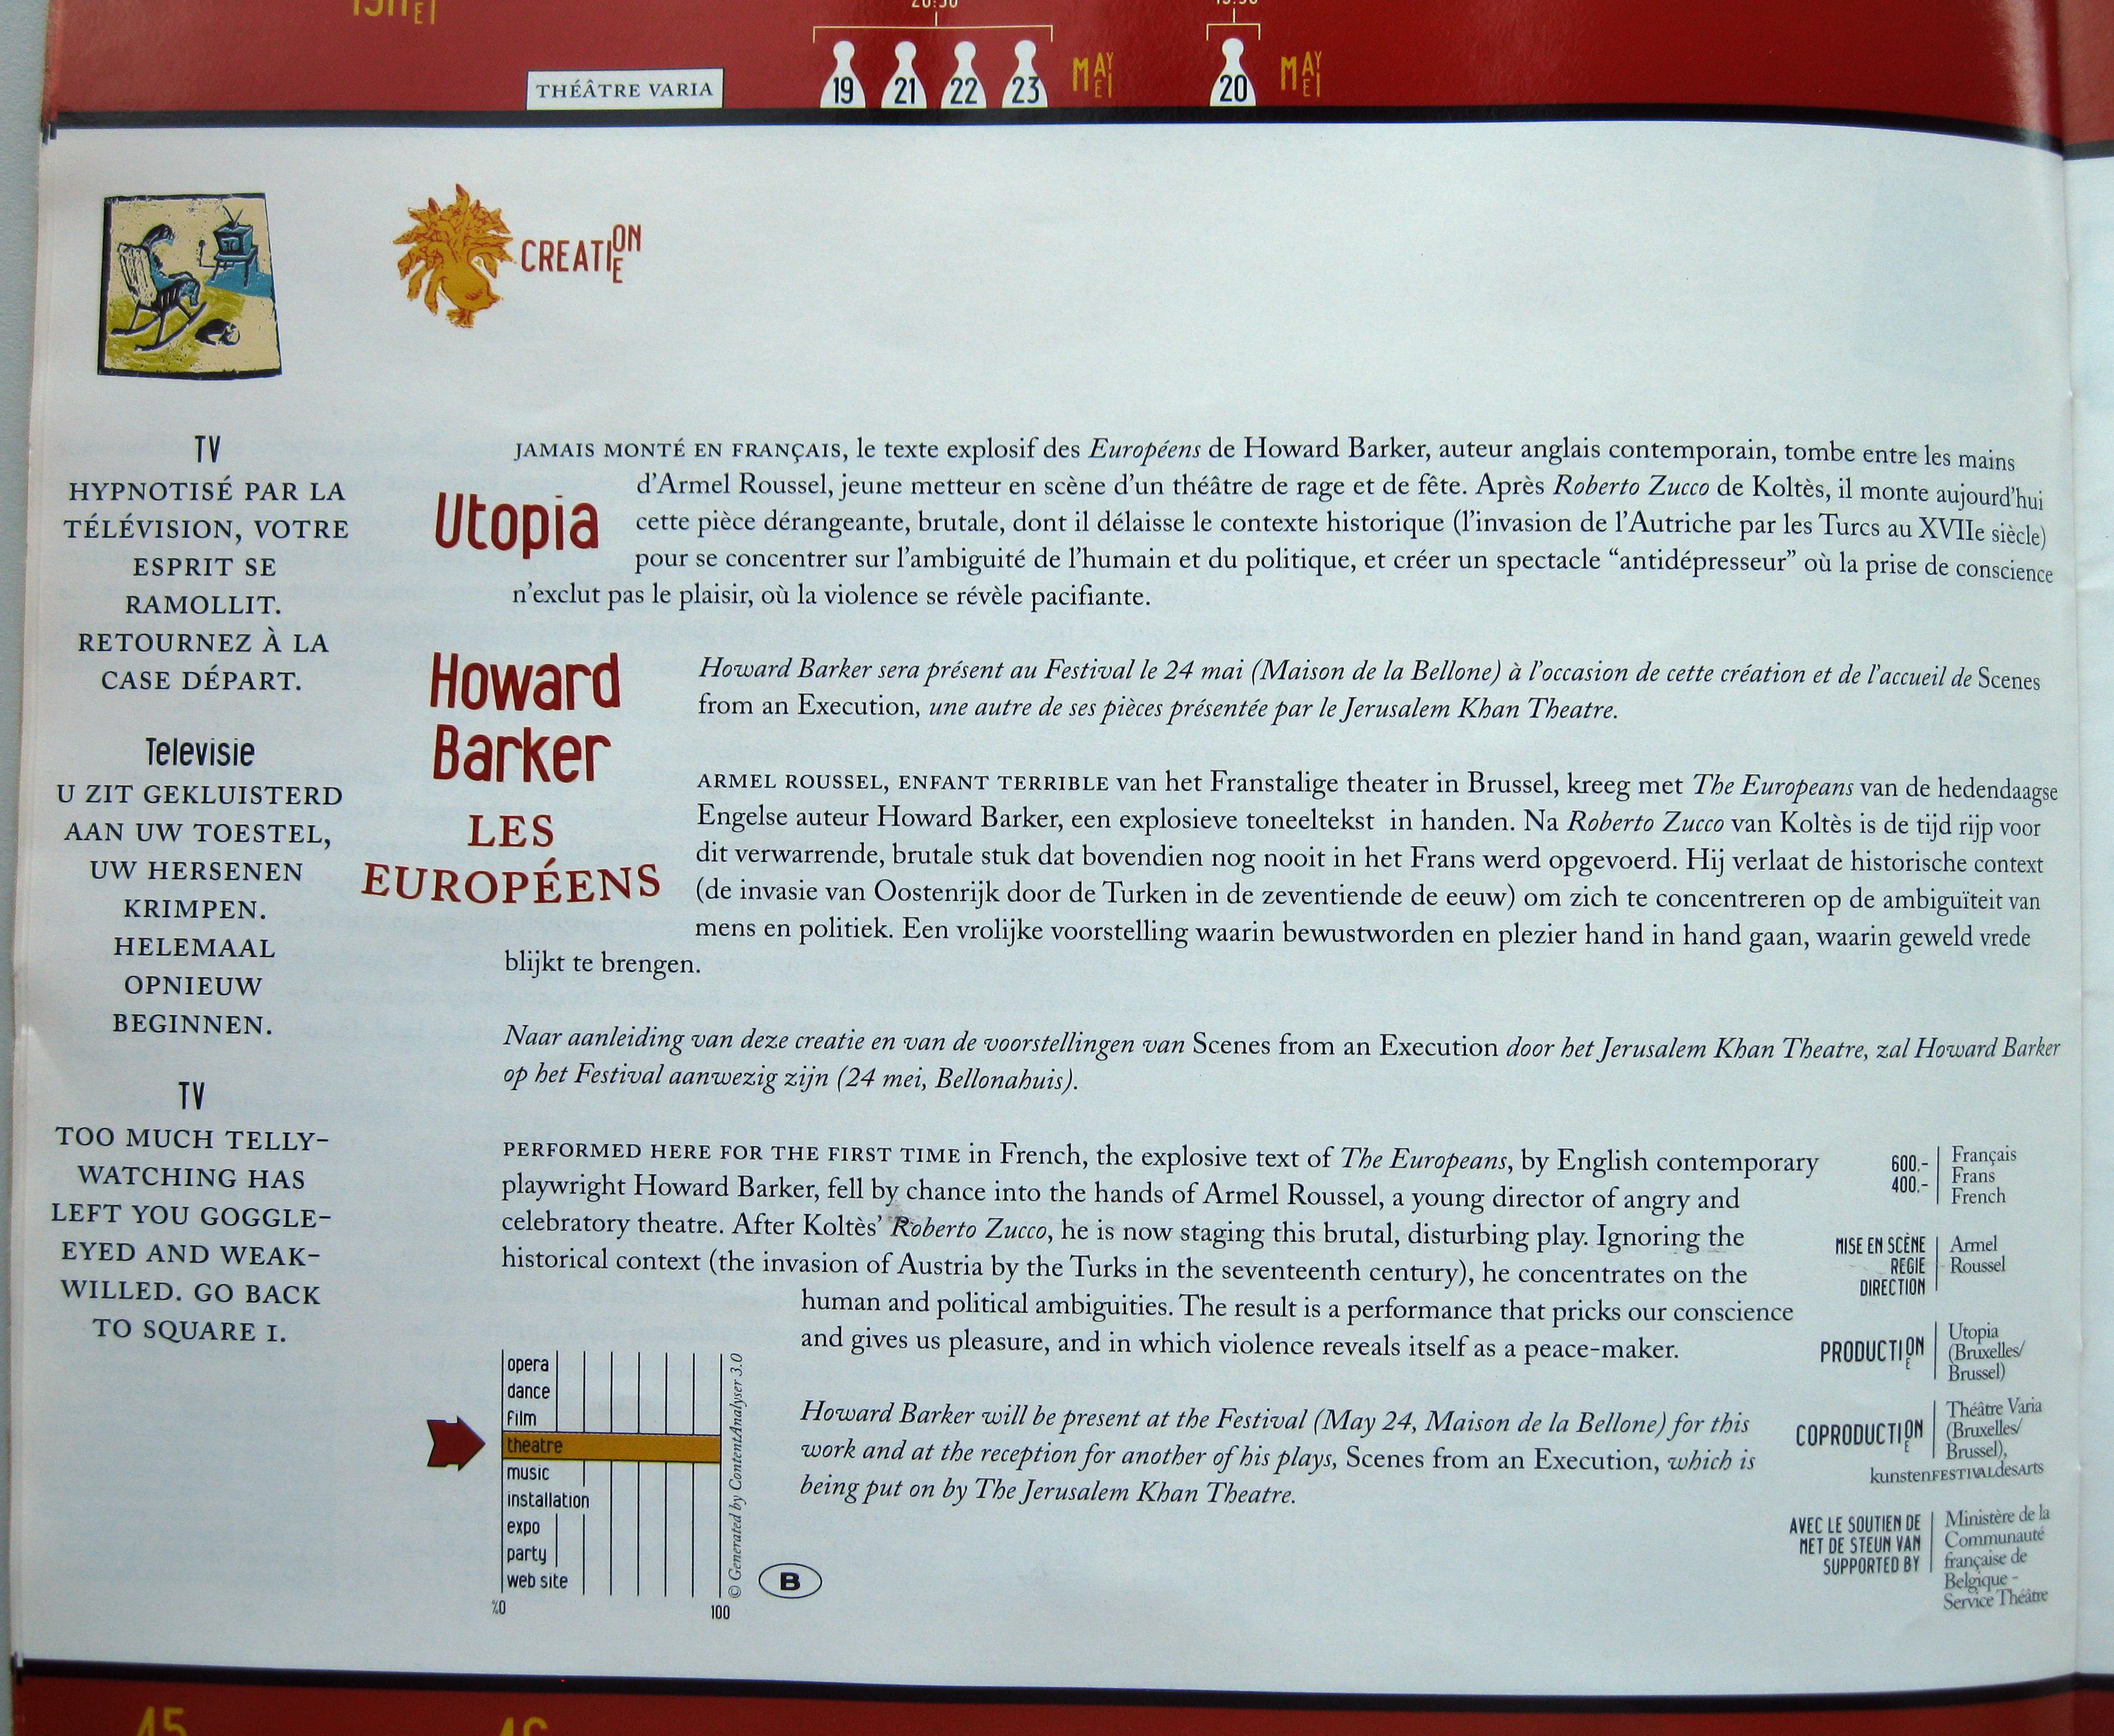 20:30
THÉÂTRE VARIA
19 21 22 23 MAY MEI
20 MAY MEI
CREATION CREATIE
TV
HYPNOTISÉ PAR LA
TÉLÉVISION, VOTRE
ESPRIT SE
RAMOLLIT.
RETOURNEZ À LA
CASE DÉPART.
Televisie
U ZIT GEKLUISTERD
AAN UW TOESTEL,
UW HERSENEN
KRIMPEN.
HELEMAAL
OPNIEUW
BEGINNEN.
TV
TOO MUCH TELLY-
WATCHING HAS
LEFT YOU GOGGLE-
EYED AND WEAK-
WILLED. GO BACK
TO SQUARE 1.
Utopia
Howard
Barker
LES
EUROPÉENS
JAMAIS MONTÉ EN FRANÇAIS, le texte explosif des Européens de Howard Barker, auteur anglais contemporain, tombe entre les mains
d'Armel Roussel, jeune metteur en scène d'un théâtre de rage et de fête. Après Roberto Zucco de Koltès, il monte aujourd'hui
cette pièce dérangeante, brutale, dont il délaisse le contexte historique (l'invasion de l'Autriche par les Turcs au XVIIe siècle)
pour se concentrer sur l'ambiguité de l'humain et du politique, et créer un spectacle “antidépresseur” où la prise de conscience
n'exclut pas le plaisir, où la violence se révèle pacifiante.
Howard Barker sera présent au Festival le 24 mai (Maison de la Bellone) à l'occasion de cette création et de l'accueil de Scenes
from an Execution, une autre de ses pièces présentée par le Jerusalem Khan Theatre.
ARMEL ROUSSEL, ENFANT TERRIBLE van het Franstalige theater in Brussel, kreeg met The Europeans van de hedendaagse
Engelse auteur Howard Barker, een explosieve toneeltekst in handen. Na Roberto Zucco van Koltès is de tijd rijp voor
dit verwarrende, brutale stuk dat bovendien nog nooit in het Frans werd opgevoerd. Hij verlaat de historische context
(de invasie van Oostenrijk door de Turken in de zeventiende de eeuw) om zich te concentreren op de ambiguïteit van
mens en politiek. Een vrolijke voorstelling waarin bewustworden en plezier hand in hand gaan, waarin geweld vrede
blijkt te brengen.
Naar aanleiding van deze creatie en van de voorstellingen van Scenes from an Execution door het Jerusalem Khan Theatre, zal Howard Barker
op het Festival aanwezig zijn (24 mei, Bellonahuis).
PERFORMED HERE FOR THE FIRST TIME in French, the explosive text of The Europeans, by English contemporary
playwright Howard Barker, fell by chance into the hands of Armel Roussel, a young director of angry and
celebratory theatre. After Koltès' Roberto Zucco, he is now staging this brutal, disturbing play. Ignoring the
historical context (the invasion of Austria by the Turks in the seventeenth century), he concentrates on the
human and political ambiguities. The result is a performance that pricks our conscience
and gives us pleasure, and in which violence reveals itself as a peace-maker.
Howard Barker will be present at the Festival (May 24, Maison de la Bellone) for this
work and at the reception for another of his plays, Scenes from an Execution, which is
being put on by The Jerusalem Khan Theatre.
opera
dance
film
theatre
music
installation
expo
party
web site
%0 100
© Generated by ContentAnalyser 3.0
B
600.- Français
400.- Frans
French
MISE EN SCÈNE Armel
REGIE Roussel
DIRECTION
PRODUCTION PRODUCTIE Utopia
(Bruxelles/
Brussel)
COPRODUCTION COPRODUCTIE Théâtre Varia
(Bruxelles/
Brussel),
kunstenFESTIVALdesArts
AVEC LE SOUTIEN DE Ministère de la
MET DE STEUN VAN Communauté
SUPPORTED BY française de
Belgique -
Service Théâtre
45